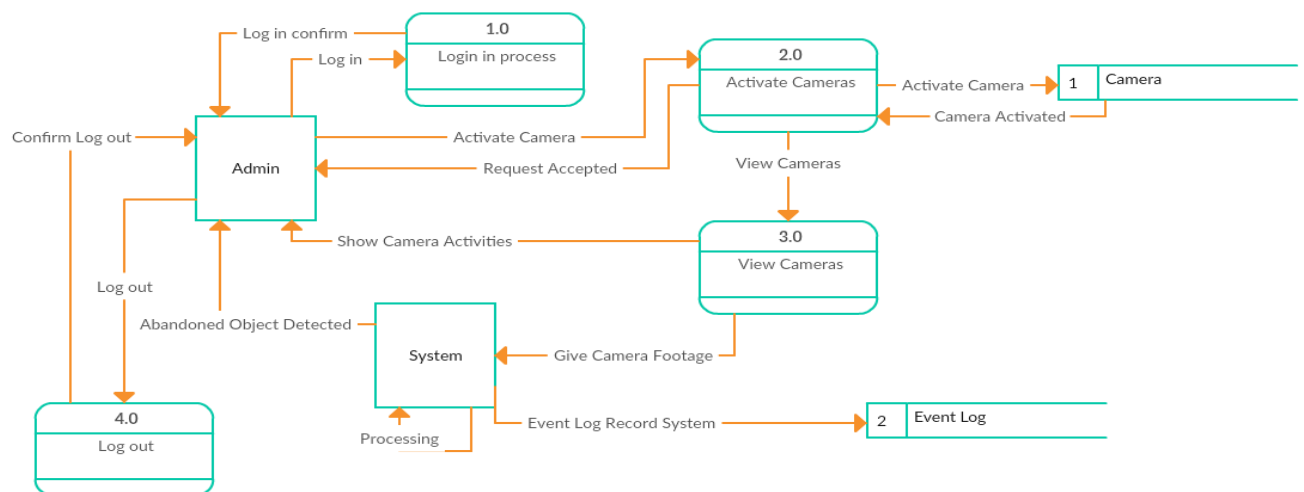 1.0
Login in process
Log in confirm
Log in
2.0
Activate Cameras
Activate Camera
1
Camera
Camera Activated
Confirm Log out
Activate Camera
Admin
Request Accepted
View Cameras
3.0
View Cameras
Show Camera Activities
Log out
Abandoned Object Detected
System
Give Camera Footage
4.0
Log out
Processing
Event Log Record System
2
Event Log